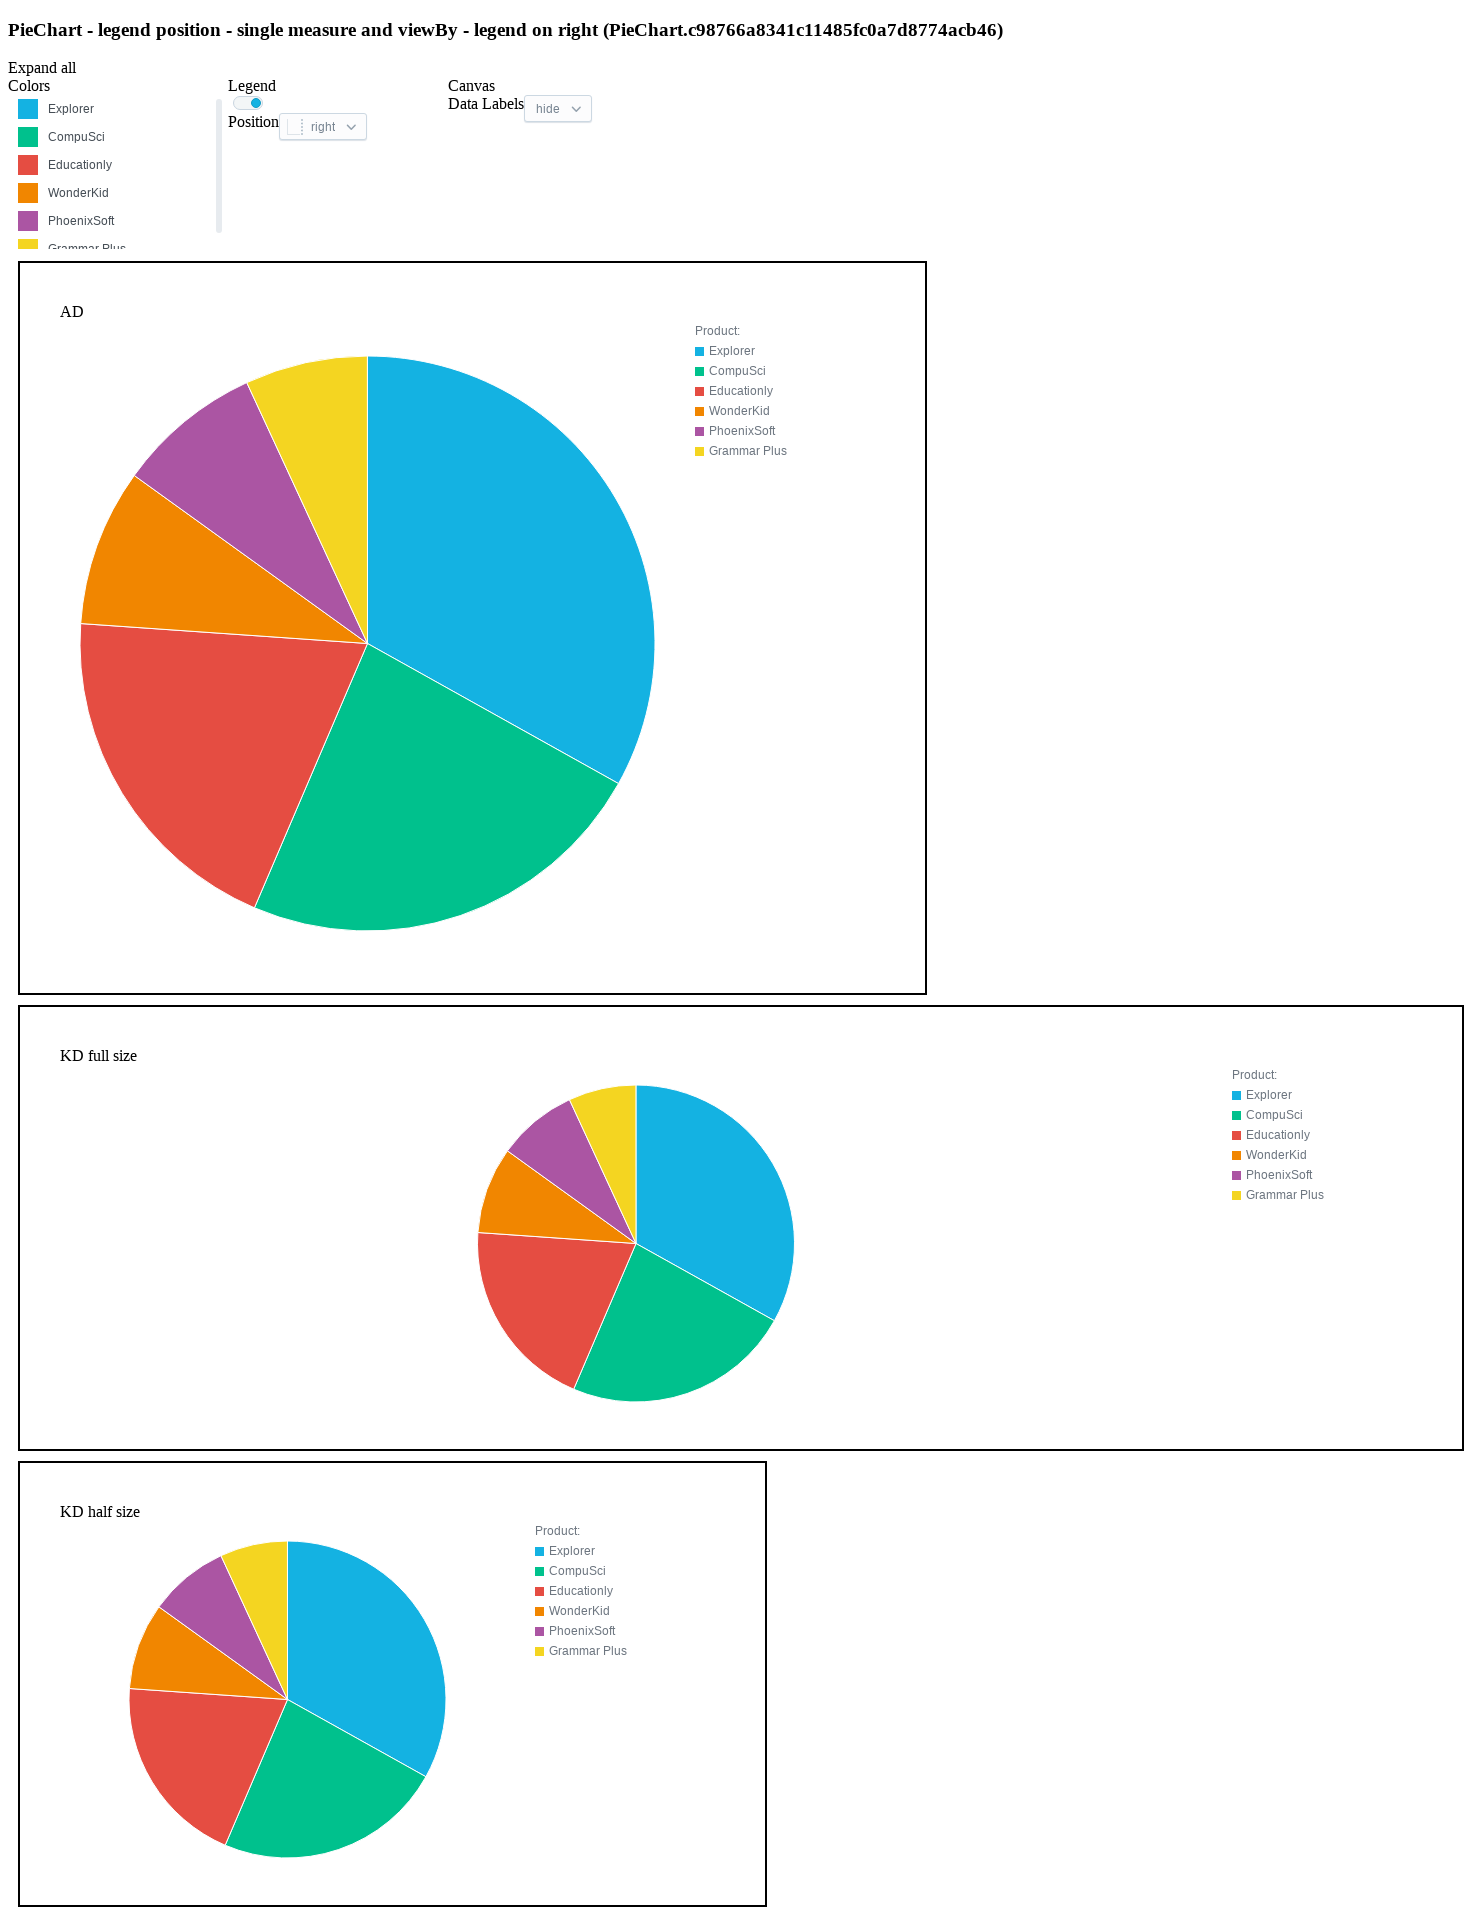 PieChart - legend position - single measure and viewBy - legend on right (PieChart.c98766a8341c11485fc0a7d8774acb46)
Expand all
Colors
Explorer
CompuSci
Educationly
WonderKid
PhoenixSoft
Grammar Plus
Legend
Position right
Canvas
Data Labels hide
AD
Product:
Explorer
CompuSci
Educationly
WonderKid
PhoenixSoft
Grammar Plus
KD full size
Product:
Explorer
CompuSci
Educationly
WonderKid
PhoenixSoft
Grammar Plus
KD half size
Product:
Explorer
CompuSci
Educationly
WonderKid
PhoenixSoft
Grammar Plus